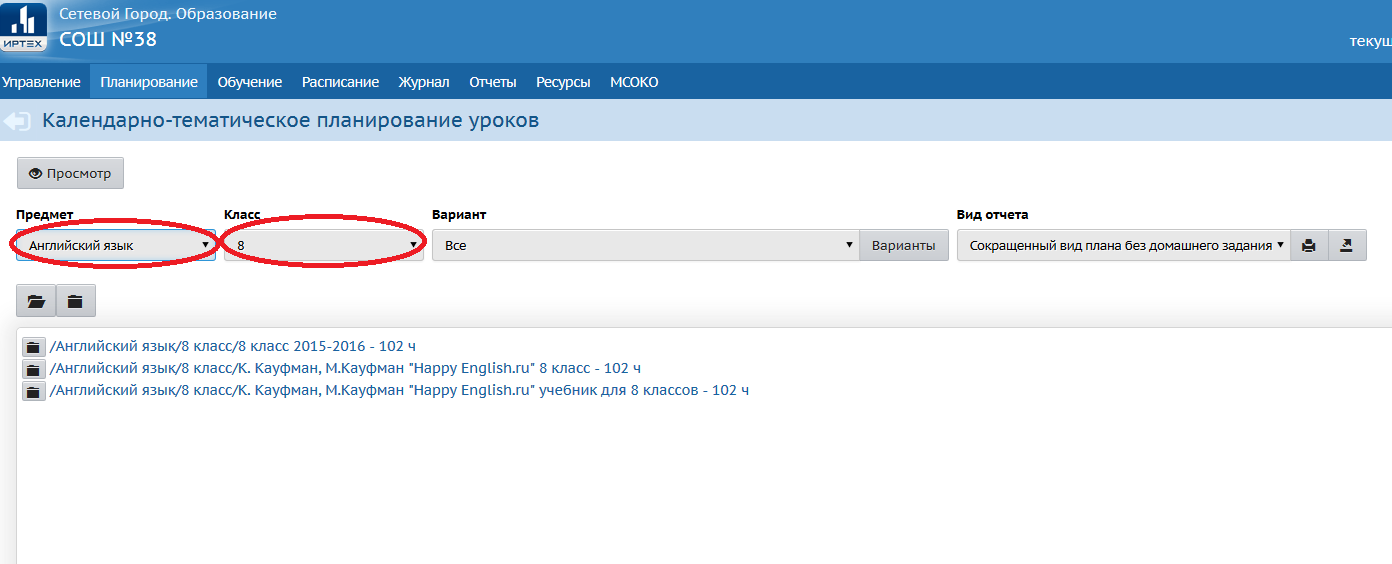 Сетевой Город. Образование
ИРТЕХ
СОШ №38
текущ
Управление Планирование Обучение Расписание Журнал Отчеты Ресурсы МСОКО
Календарно-тематическое планирование уроков
Просмотр
Предмет Класс Вариант Вид отчета
Английский язык 8 Все Варианты Сокращенный вид плана без домашнего задания
/Английский язык/8 класс/8 класс 2015-2016 - 102 ч
/Английский язык/8 класс/К. Кауфман, М.Кауфман "Happy English.ru" 8 класс - 102 ч
/Английский язык/8 класс/К. Кауфман, М.Кауфман "Happy English.ru" учебник для 8 классов - 102 ч